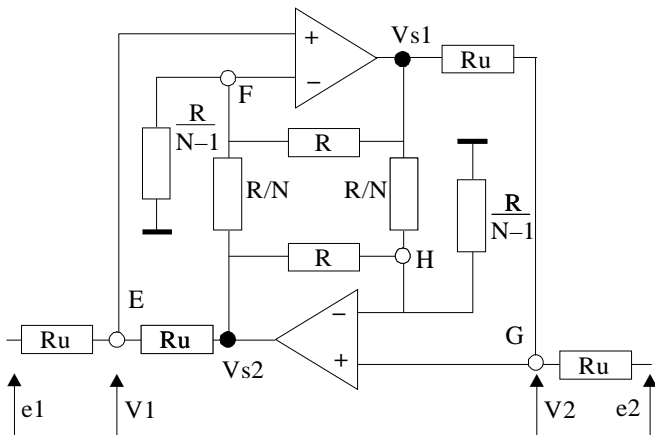 Vs1
+
Ru
−
F
R
N−1
R
R/N
R/N
R
N−1
R
H
E
−
G
Ru
Ru
+
Ru
Vs2
e1
V1
V2
e2